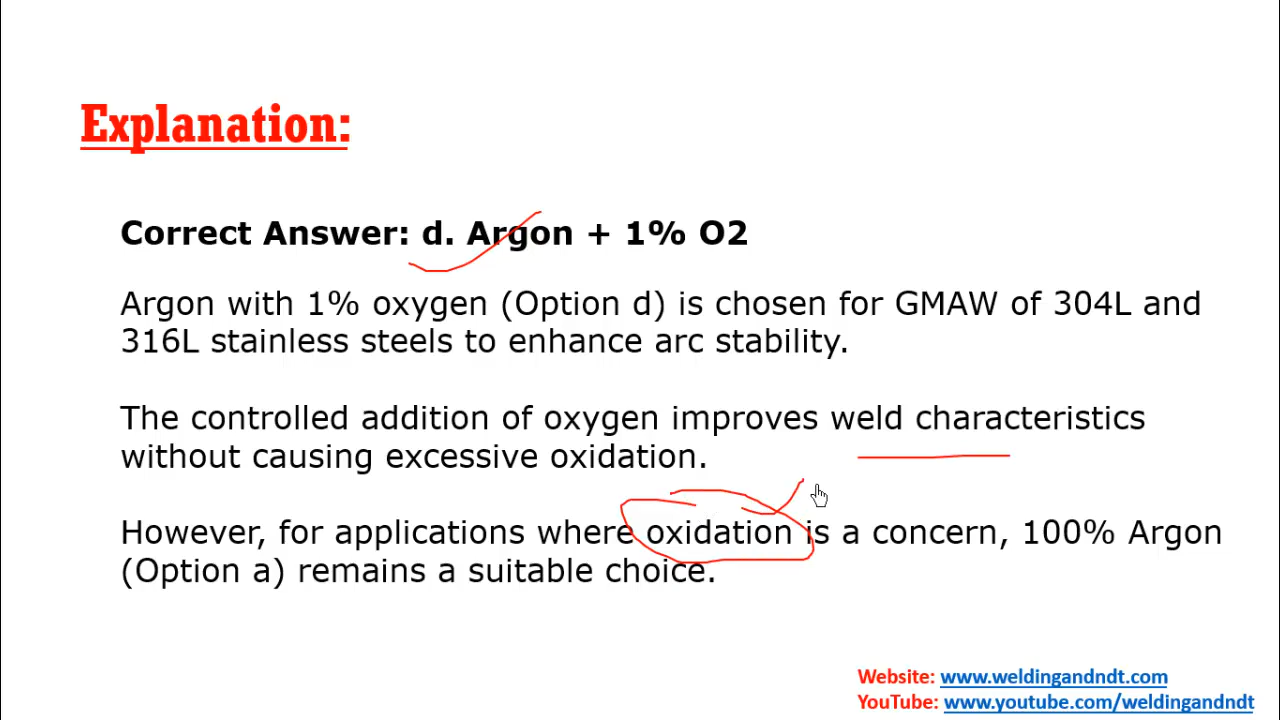 Explanation:
Correct Answer: d. Argon + 1% O2
Argon with 1% oxygen (Option d) is chosen for GMAW of 304L and
316L stainless steels to enhance arc stability.
The controlled addition of oxygen improves weld characteristics
without causing excessive oxidation.
However, for applications where oxidation is a concern, 100% Argon
(Option a) remains a suitable choice.
Website: www.weldingandndt.com
YouTube: www.youtube.com/weldingandndt